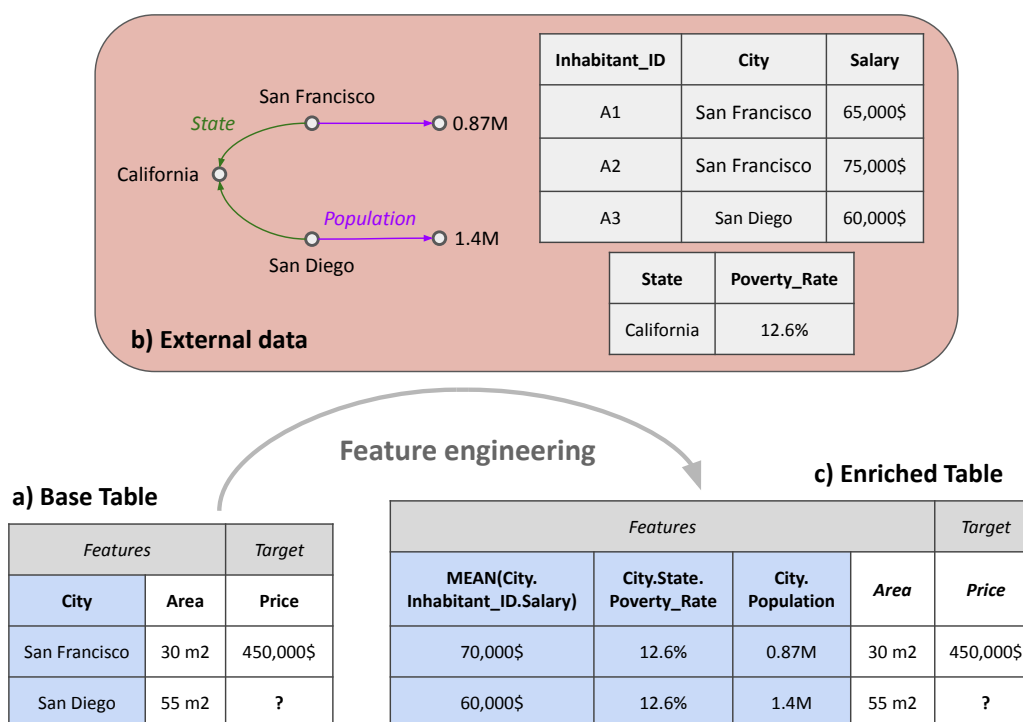 San Francisco
State
0.87M
California
Population
1.4M
San Diego
Inhabitant_ID City Salary
A1 San Francisco 65,000$
A2 San Francisco 75,000$
A3 San Diego 60,000$
State Poverty_Rate
California 12.6%
b) External data
Feature engineering
a) Base Table
Features Target
City Area Price
San Francisco 30 m2 450,000$
San Diego 55 m2 ?
c) Enriched Table
Features Target
MEAN(City.
Inhabitant_ID.Salary)
City.State.
Poverty_Rate
City.
Population
Area
Price
70,000$ 12.6% 0.87M 30 m2 450,000$
60,000$ 12.6% 1.4M 55 m2 ?